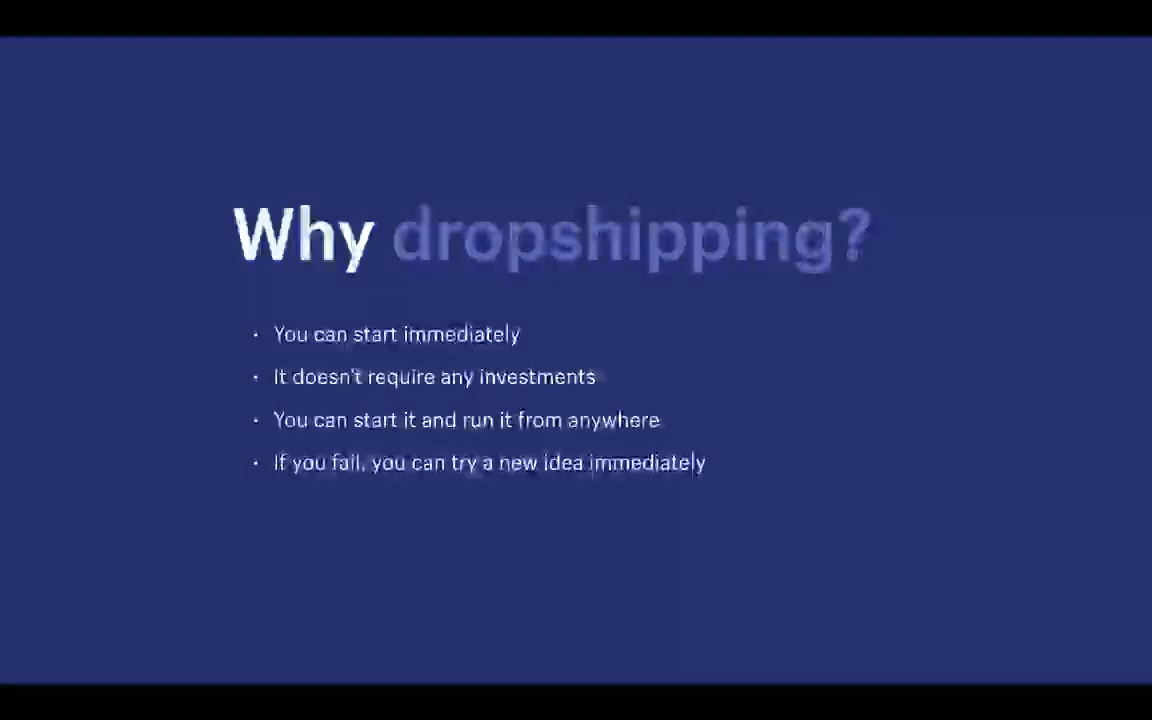 Why dropshipping?
· You can start immediately
· It doesn't require any investments
· You can start it and run it from anywhere
· If you fail, you can try a new idea immediately